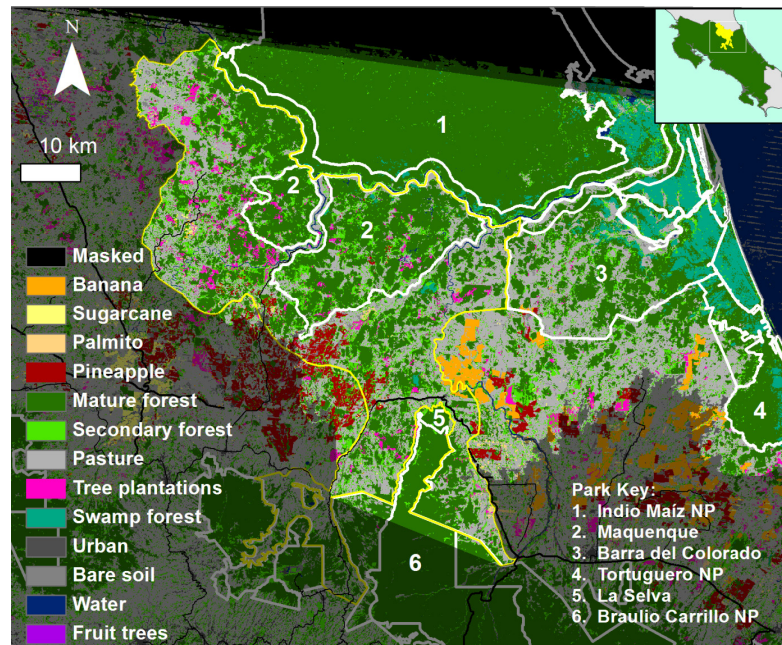 N
10 km
1
2
2
3
4
5
6
Masked
Banana
Sugarcane
Palmito
Pineapple
Mature forest
Secondary forest
Pasture
Tree plantations
Swamp forest
Urban
Bare soil
Water
Fruit trees
Park Key:
1. Indio Maíz NP
2. Maquenque
3. Barra del Colorado
4. Tortuguero NP
5. La Selva
6. Braulio Carrillo NP